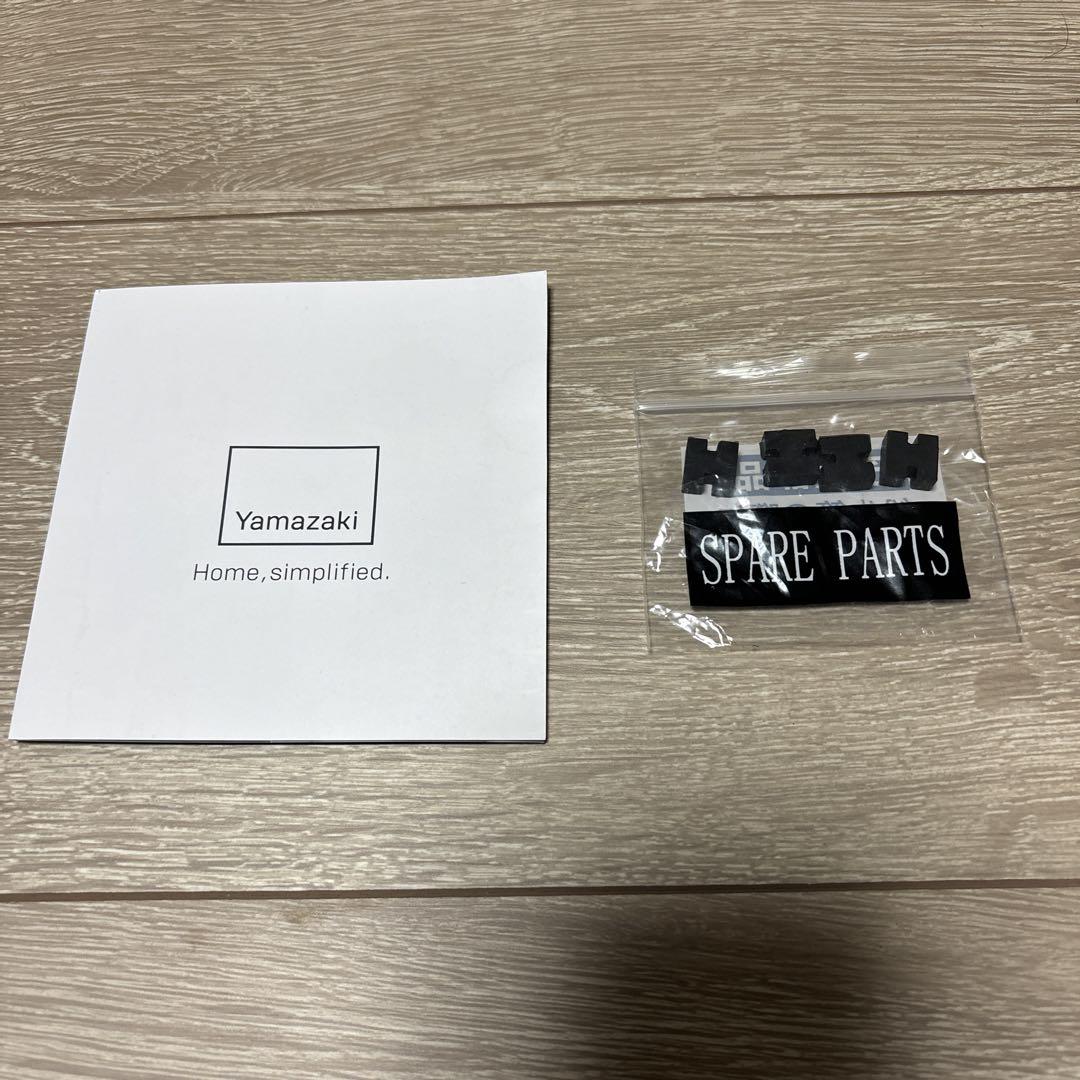 Yamazaki
Home, simplified.
SPARE PARTS